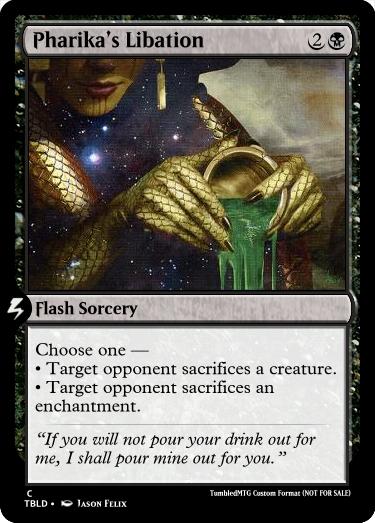 Pharika's Libation 2
Flash Sorcery
Choose one —
• Target opponent sacrifices a creature.
• Target opponent sacrifices an
enchantment.
“If you will not pour your drink out for
me, I shall pour mine out for you.”
C
TBLD • Jason Felix
TumbledMTG Custom Format (NOT FOR SALE)